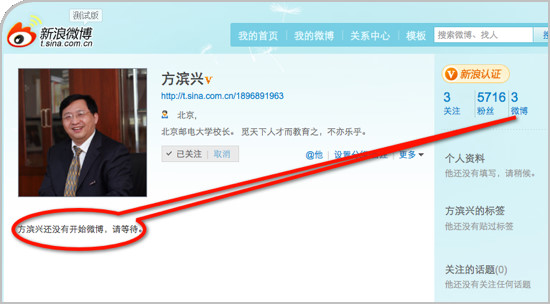 测试版
新浪微博
t.sina.com.cn
我的首页
我的微博
关系中心
模板
搜索微博、找人
方滨兴
http://t.sina.com.cn/1896891963
北京,
北京邮电大学校长。 觅天下人才而教育之,不亦乐乎。
已关注 | 取消
@他 | 设置分
更多
方滨兴还没有开始微博,请等待。
新浪认证
3 5716 3
关注 粉丝 微博
个人资料
他还没有填写,请稍候。
方滨兴的标签
他还没有贴过标签
关注的话题(0)
他还没有关注任何话题